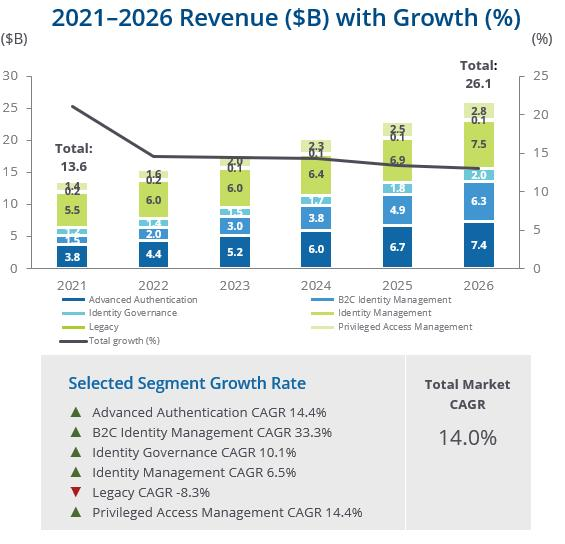 2021–2026 Revenue ($B) with Growth (%)
($B)
(%)
Total:
26.1
Total:
13.6
30
25
20
15
10
5
0
25
20
15
10
5
0
1.4
0.2
5.5
1.2
1.5
3.8
1.6
0.2
6.0
1.4
2.0
4.4
2.0
0.1
6.0
1.5
3.0
5.2
2.3
0.1
6.4
1.7
3.8
6.0
2.5
0.1
6.9
1.8
4.9
6.7
2.8
0.1
7.5
2.0
6.3
7.4
2021 2022 2023 2024 2025 2026
Advanced Authentication
B2C Identity Management
Identity Governance
Identity Management
Legacy
Privileged Access Management
Total growth (%)
Selected Segment Growth Rate
▲ Advanced Authentication CAGR 14.4%
▲ B2C Identity Management CAGR 33.3%
▲ Identity Governance CAGR 10.1%
▲ Identity Management CAGR 6.5%
▼ Legacy CAGR -8.3%
▲ Privileged Access Management CAGR 14.4%
Total Market
CAGR
14.0%